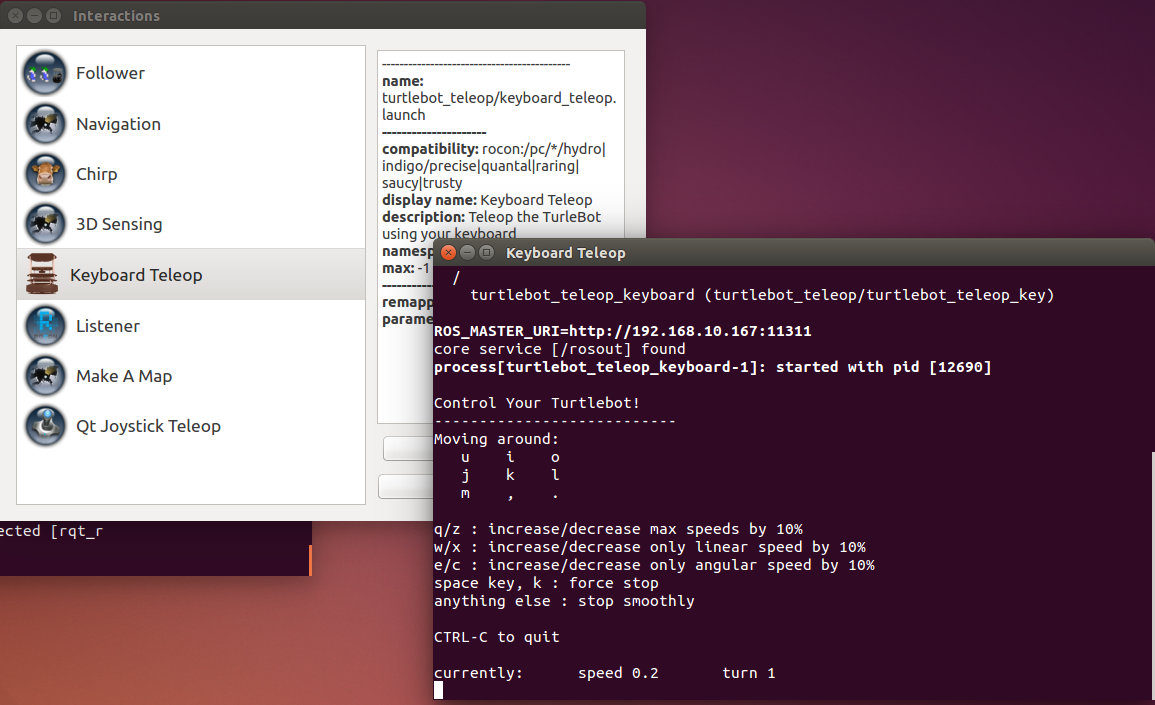 Interactions
Follower
Navigation
Chirp
3D Sensing
Keyboard Teleop
Listener
Make A Map
Qt Joystick Teleop
-------------------------------------------
name:
turtlebot_teleop/keyboard_teleop.
launch
---------------------
compatibility: rocon:/pc/*/hydro|
indigo/precise|quantal|raring|
saucy|trusty
display name: Keyboard Teleop
description: Teleop the TurleBot
using your keyboard
namesp
max: -1
------------
remapp
parame
ected [rqt_r
Keyboard Teleop
/
turtlebot_teleop_keyboard (turtlebot_teleop/turtlebot_teleop_key)
ROS_MASTER_URI=http://192.168.10.167:11311
core service [/rosout] found
process[turtlebot_teleop_keyboard-1]: started with pid [12690]
Control Your Turtlebot!
---------------------------
Moving around:
u i o
j k l
m , .
q/z : increase/decrease max speeds by 10%
w/x : increase/decrease only linear speed by 10%
e/c : increase/decrease only angular speed by 10%
space key, k : force stop
anything else : stop smoothly
CTRL-C to quit
currently: speed 0.2 turn 1